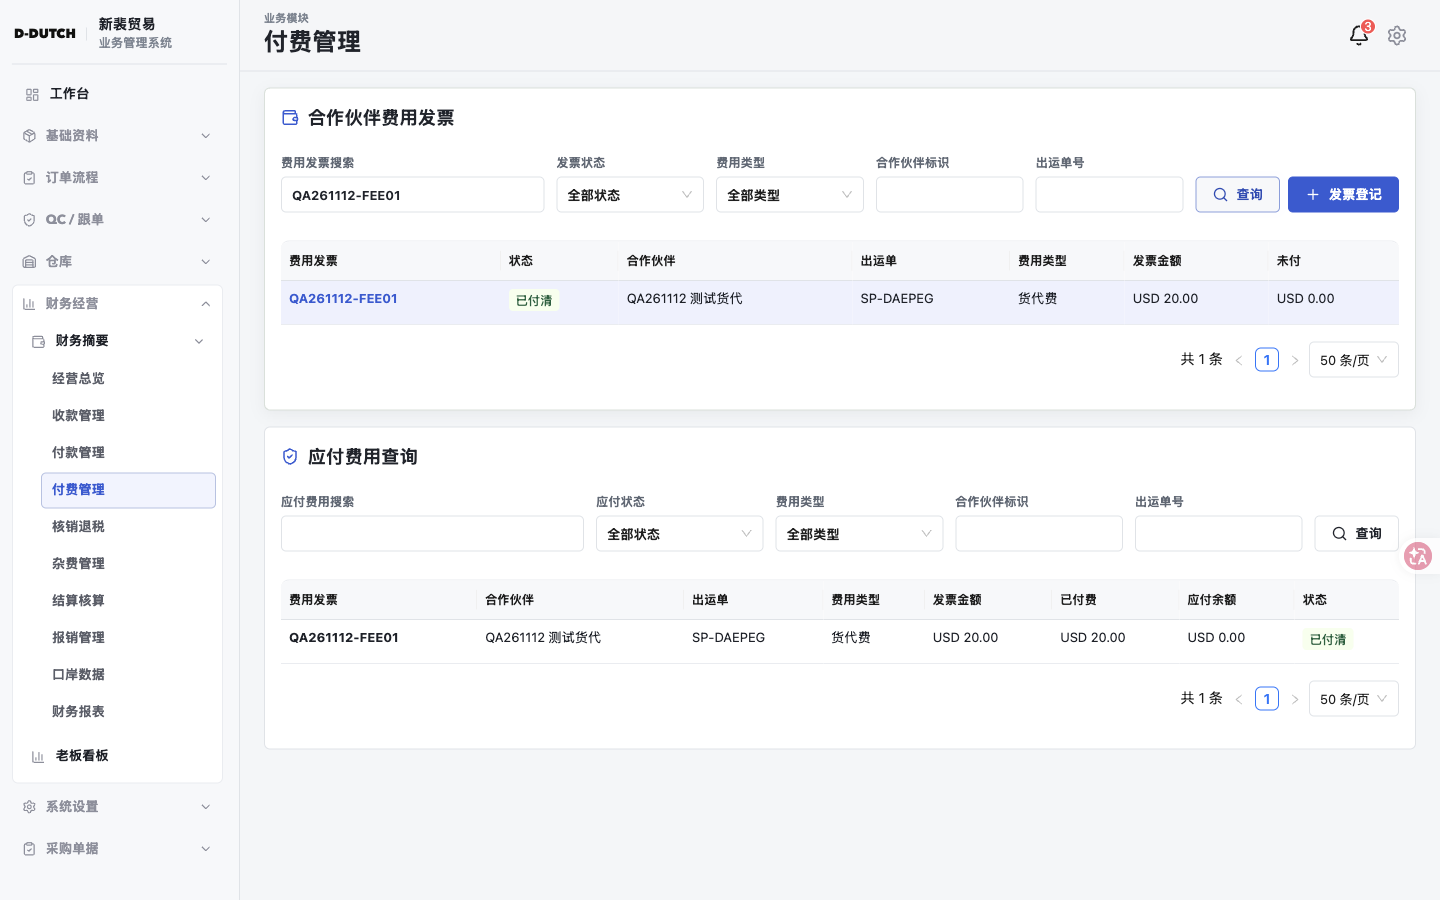 D-DUTCH
新裴贸易
业务管理系统
工作台
基础资料
订单流程
QC / 跟单
仓库
财务经营
财务摘要
经营总览
收款管理
付款管理
付费管理
核销退税
杂费管理
结算核算
报销管理
口岸数据
财务报表
老板看板
系统设置
采购单据
业务模块
付费管理
3
合作伙伴费用发票
费用发票搜索 发票状态 费用类型 合作伙伴标识 出运单号
QA261112-FEE01 全部状态 全部类型 查询 发票登记
费用发票 状态 合作伙伴 出运单 费用类型 发票金额 未付
QA261112-FEE01 已付清 QA261112 测试货代 SP-DAEPEG 货代费 USD 20.00 USD 0.00
共 1 条 1 50 条/页
应付费用查询
应付费用搜索 应付状态 费用类型 合作伙伴标识 出运单号
全部状态 全部类型 查询
费用发票 合作伙伴 出运单 费用类型 发票金额 已付费 应付余额 状态
QA261112-FEE01 QA261112 测试货代 SP-DAEPEG 货代费 USD 20.00 USD 20.00 USD 0.00 已付清
共 1 条 1 50 条/页